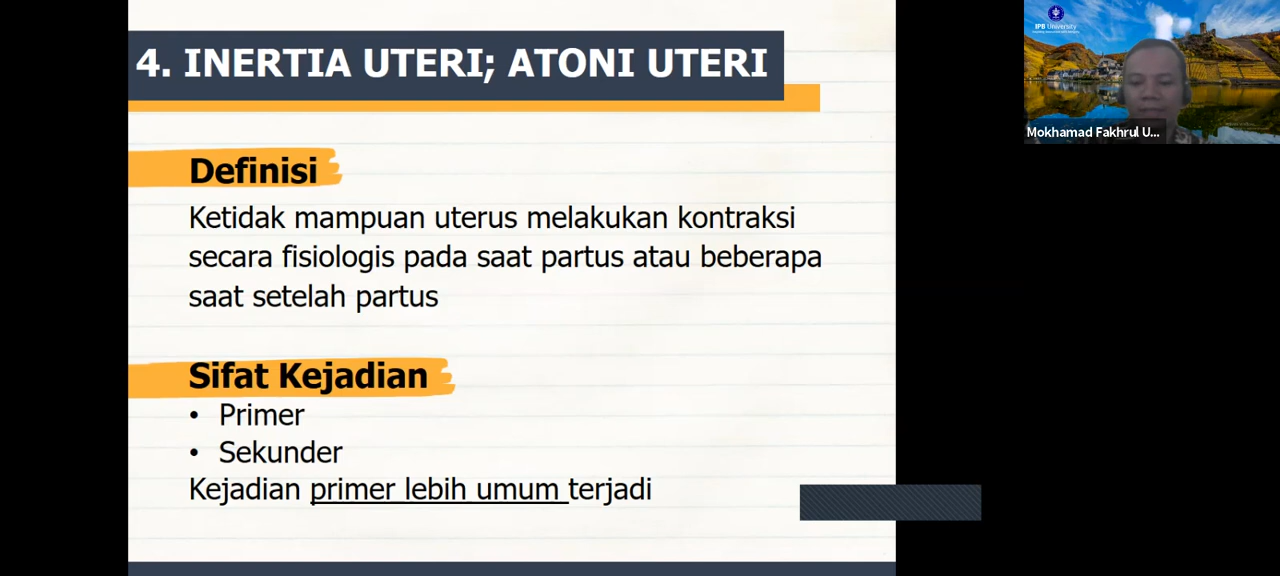 4. INERTIA UTERI; ATONI UTERI
Definisi
Ketidak mampuan uterus melakukan kontraksi
secara fisiologis pada saat partus atau beberapa
saat setelah partus
Sifat Kejadian
• Primer
• Sekunder
Kejadian primer lebih umum terjadi
IPB University
Mokhamad Fakhrul U...